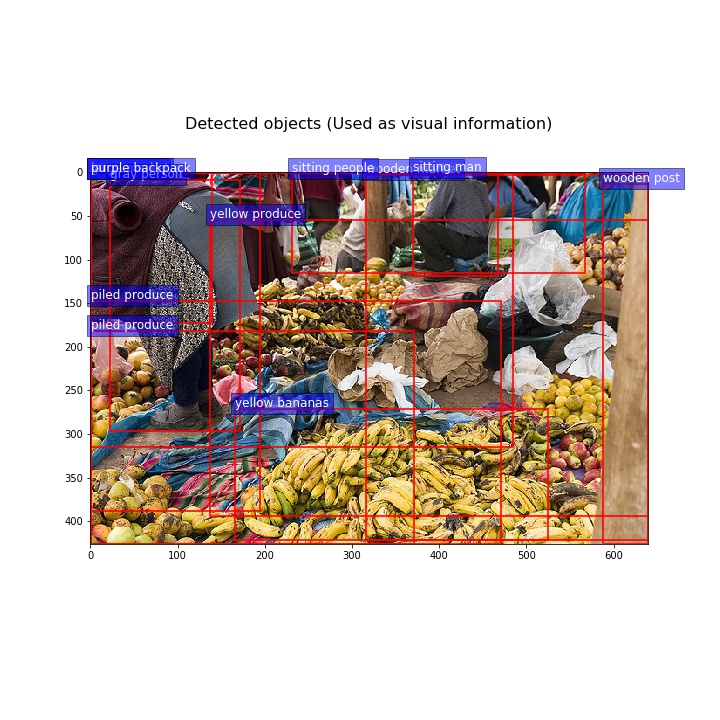 Detected objects (Used as visual information)
purple backpack
gray person
sitting people
sitting man
wooden post
yellow produce
piled produce
piled produce
yellow bananas
0
50
100
150
200
250
300
350
400
0 100 200 300 400 500 600